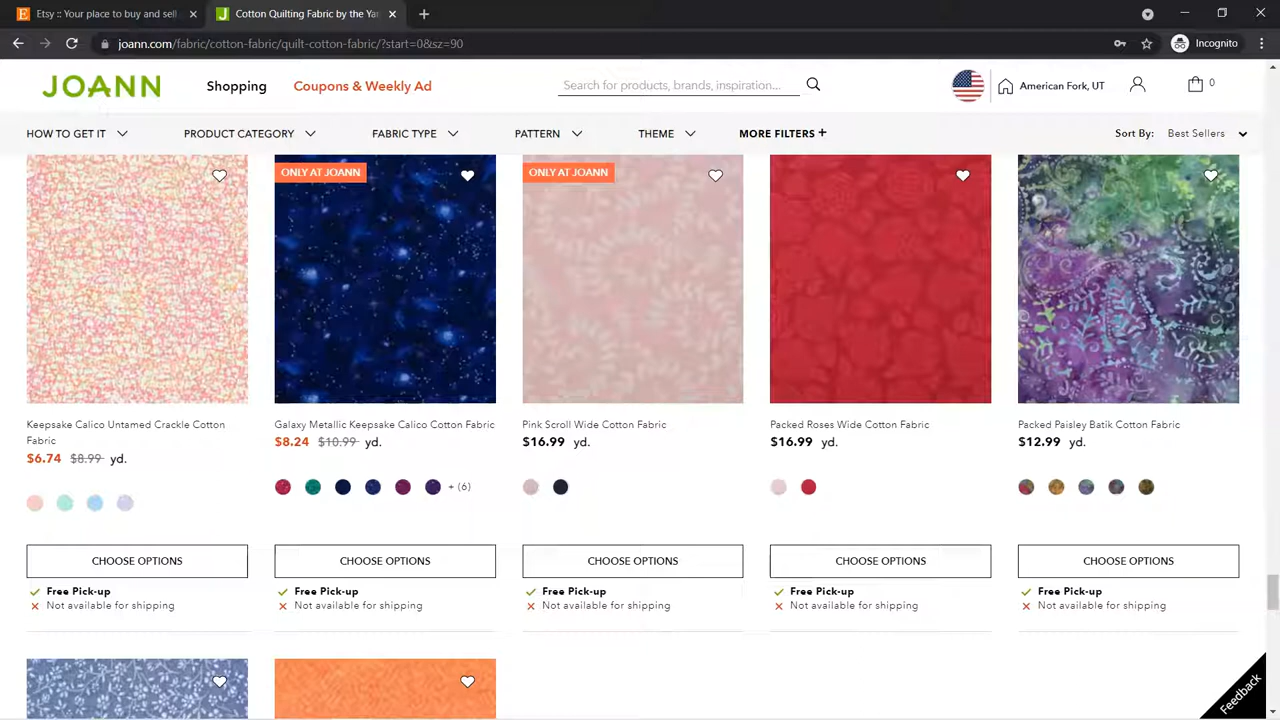 Etsy :: Your place to buy and sell
Cotton Quilting Fabric by the Ya
joann.com/fabric/cotton-fabric/quilt-cotton-fabric/?start=0&sz=90
Incognito
JOANN
Shopping
Coupons & Weekly Ad
Search for products, brands, inspiration...
American Fork, UT
0
HOW TO GET IT
PRODUCT CATEGORY
FABRIC TYPE
PATTERN
THEME
MORE FILTERS +
Sort By: Best Sellers
ONLY AT JOANN
ONLY AT JOANN
Keepsake Calico Untamed Crackle Cotton
Fabric
$6.74 $8.99 yd.
Galaxy Metallic Keepsake Calico Cotton Fabric
$8.24 $10.99 yd.
+ (6)
Pink Scroll Wide Cotton Fabric
$16.99 yd.
Packed Roses Wide Cotton Fabric
$16.99 yd.
Packed Paisley Batik Cotton Fabric
$12.99 yd.
CHOOSE OPTIONS
CHOOSE OPTIONS
CHOOSE OPTIONS
CHOOSE OPTIONS
CHOOSE OPTIONS
Free Pick-up
Not available for shipping
Free Pick-up
Not available for shipping
Free Pick-up
Not available for shipping
Free Pick-up
Not available for shipping
Free Pick-up
Not available for shipping
Feedback